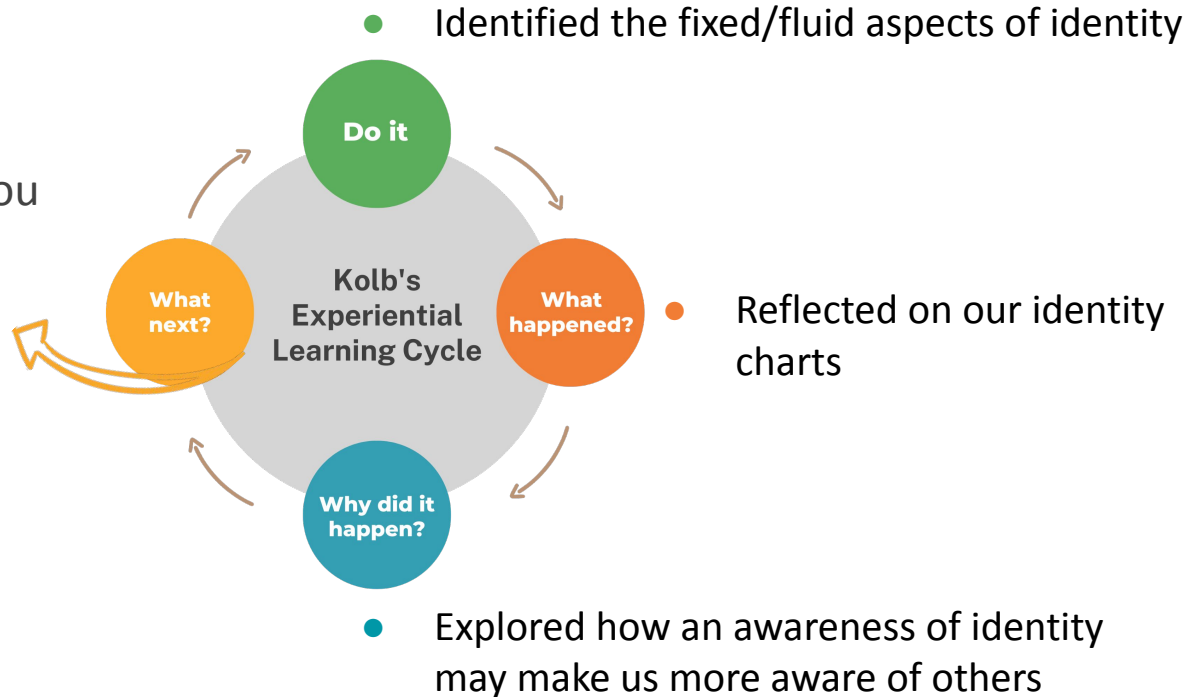 ● Identified the fixed/fluid aspects of identity
Do it
ou
What
next?
Kolb's
Experiential
Learning Cycle
What
happened?
● Reflected on our identity
charts
Why did it
happen?
● Explored how an awareness of identity
may make us more aware of others